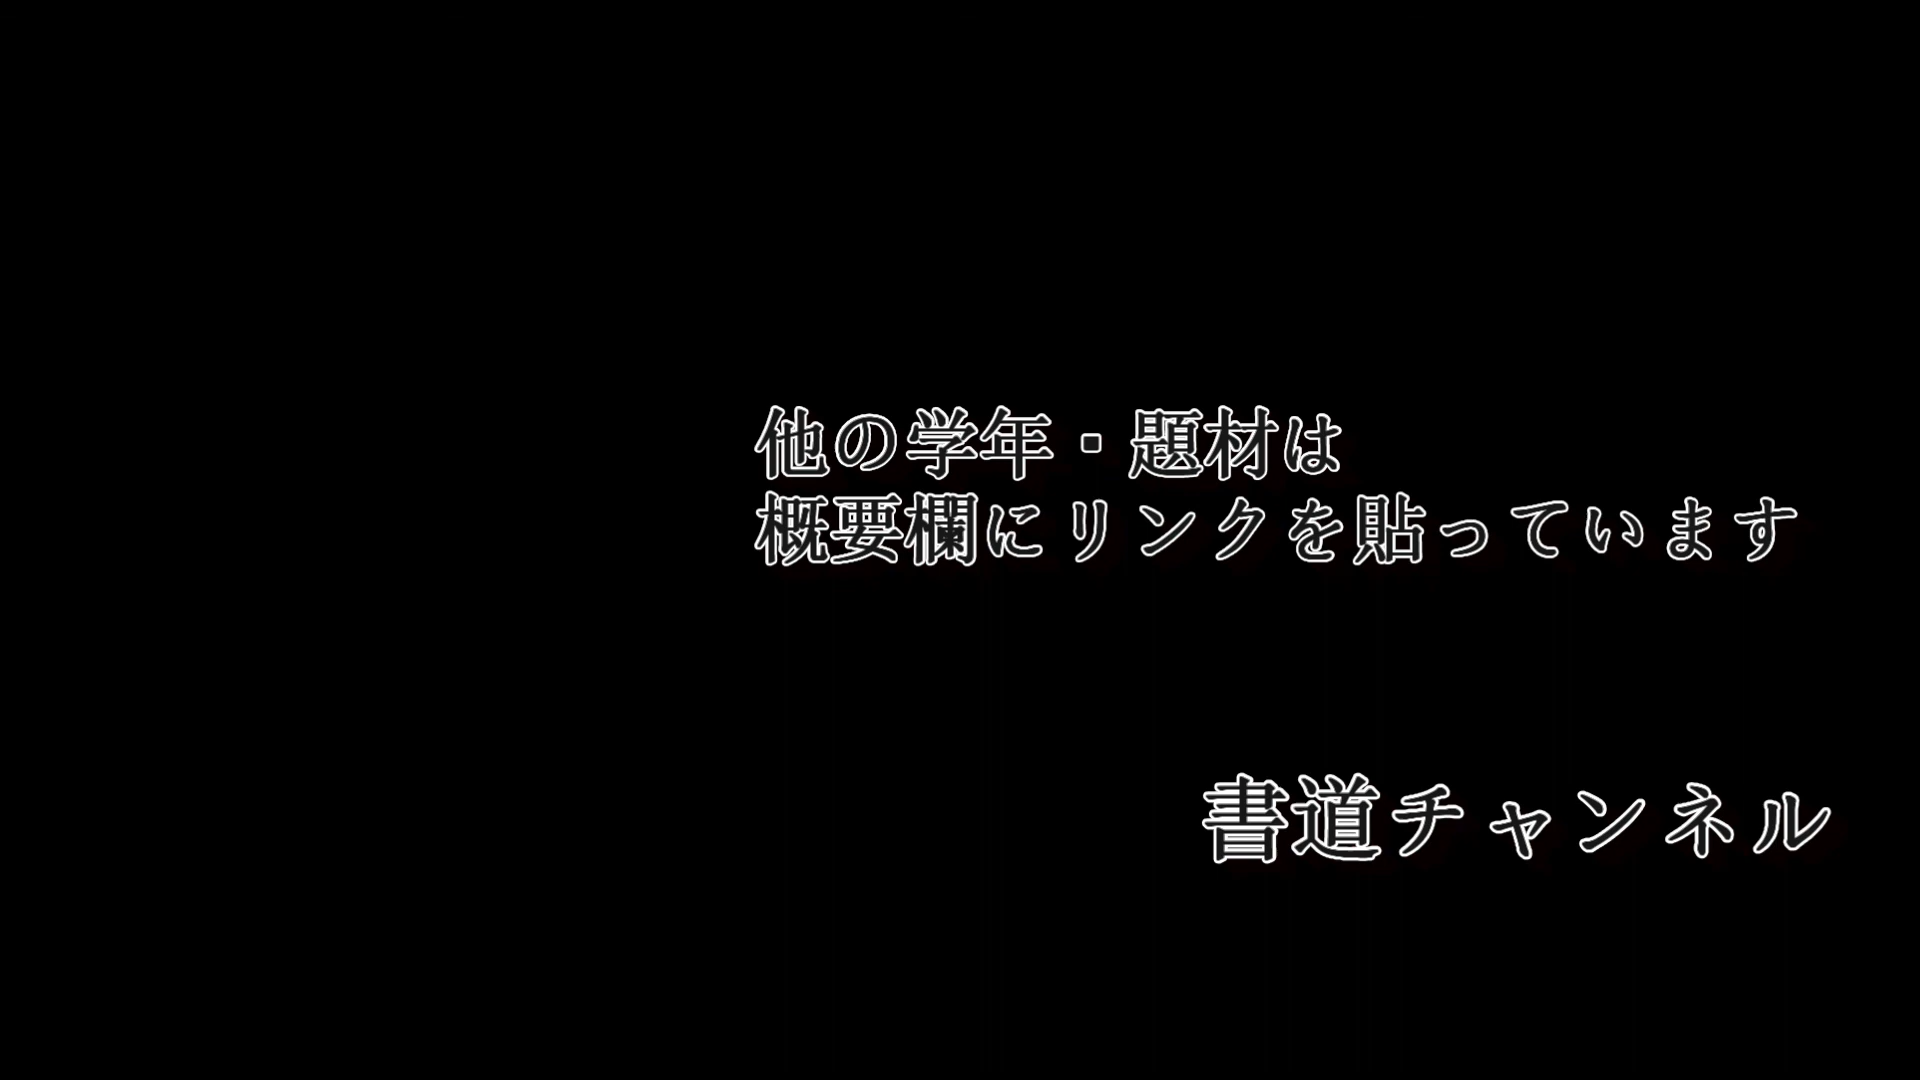 他の学年・題材は
概要欄にリンクを貼っています
書道チャンネル